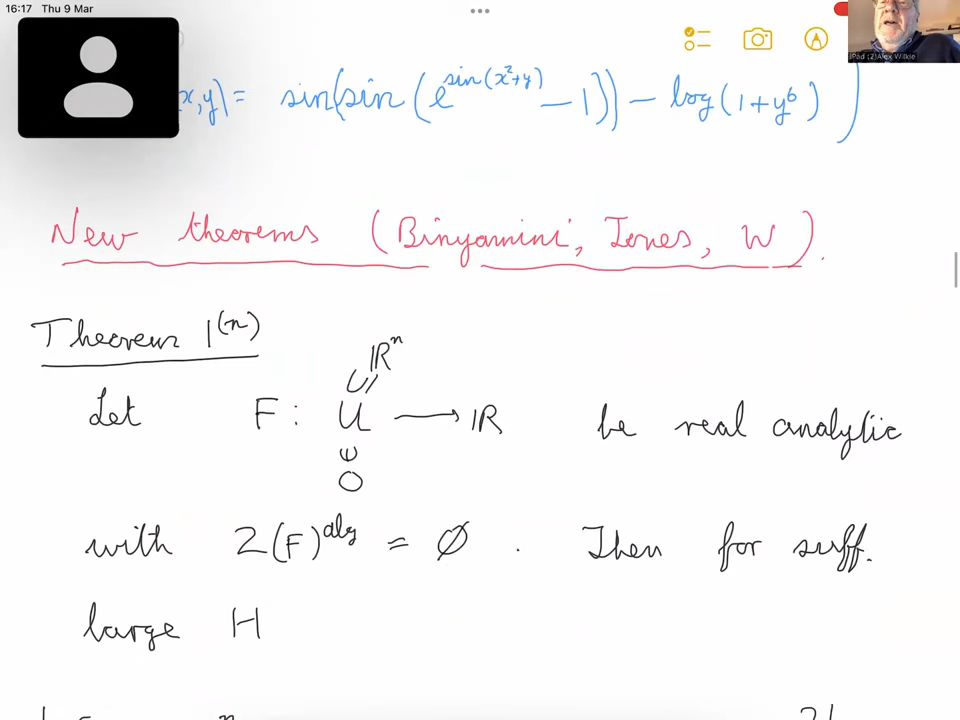 16:17 Thu 9 Mar
iPad (2)Alex Wilkie
x,y) = sin(sin(e^{sin(x²+y)} − 1)) − log(1+y⁶) )
New theorems (Binyamini, Jones, W).
Theorem 1^{(n)}
ℝⁿ
⊆
Let F : U ⟶ ℝ be real analytic
∈
0
with Z(F)^{alg} = ∅. Then for suff.
large H